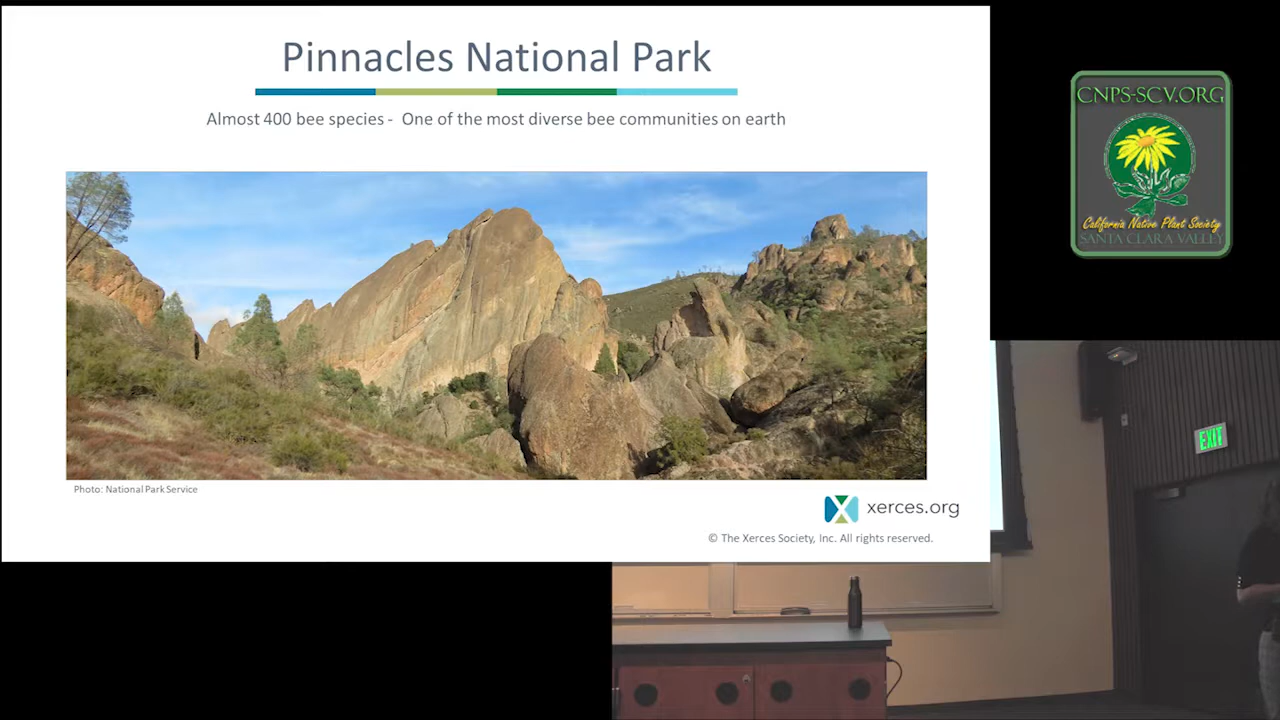 Pinnacles National Park
Almost 400 bee species - One of the most diverse bee communities on earth
Photo: National Park Service
xerces.org
© The Xerces Society, Inc. All rights reserved.
CNPS-SCV.ORG
California Native Plant Society
SANTA CLARA VALLEY
EXIT